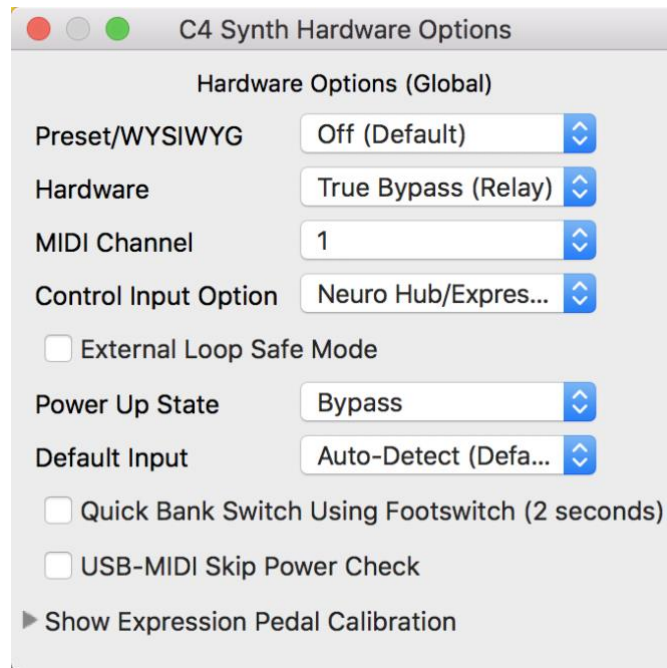 C4 Synth Hardware Options
Hardware Options (Global)
Preset/WYSIWYG Off (Default)
Hardware True Bypass (Relay)
MIDI Channel 1
Control Input Option Neuro Hub/Expres...
External Loop Safe Mode
Power Up State Bypass
Default Input Auto-Detect (Defa...
Quick Bank Switch Using Footswitch (2 seconds)
USB-MIDI Skip Power Check
Show Expression Pedal Calibration